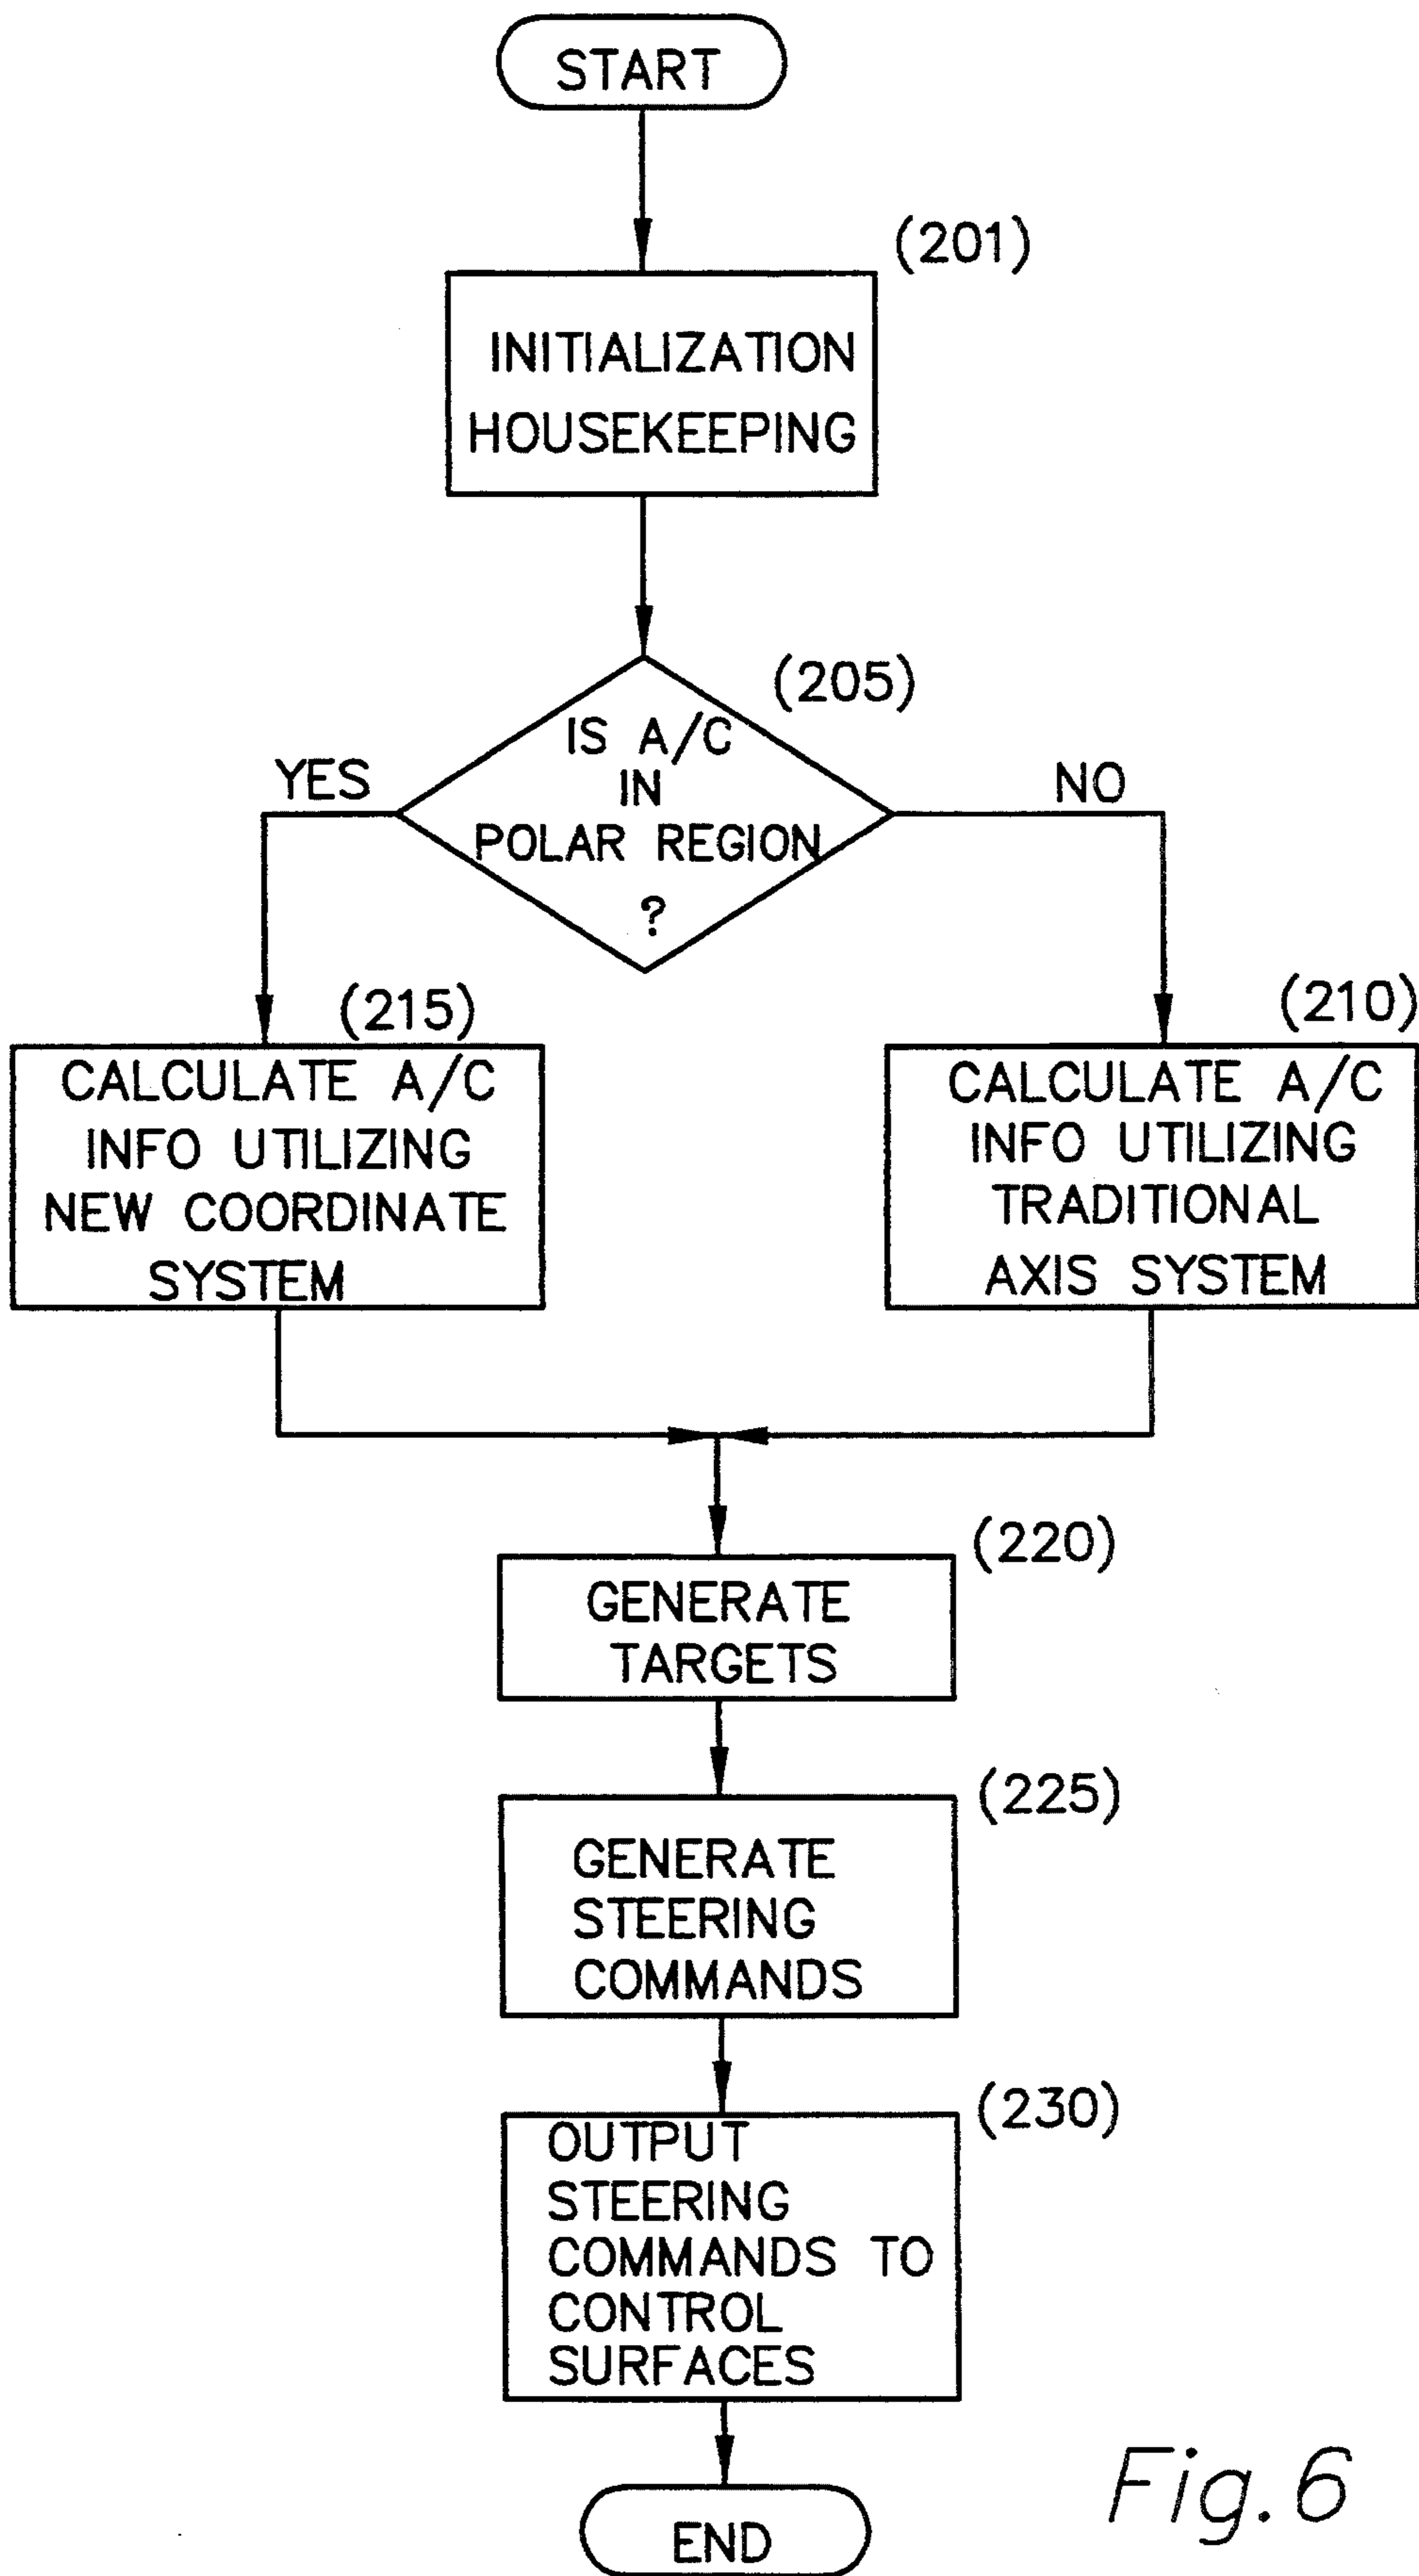 START
(201)
INITIALIZATION
HOUSEKEEPING
(205)
IS A/C
IN
POLAR REGION
?
YES
NO
(215)
CALCULATE A/C
INFO UTILIZING
NEW COORDINATE
SYSTEM
(210)
CALCULATE A/C
INFO UTILIZING
TRADITIONAL
AXIS SYSTEM
(220)
GENERATE
TARGETS
(225)
GENERATE
STEERING
COMMANDS
(230)
OUTPUT
STEERING
COMMANDS TO
CONTROL
SURFACES
END
Fig. 6